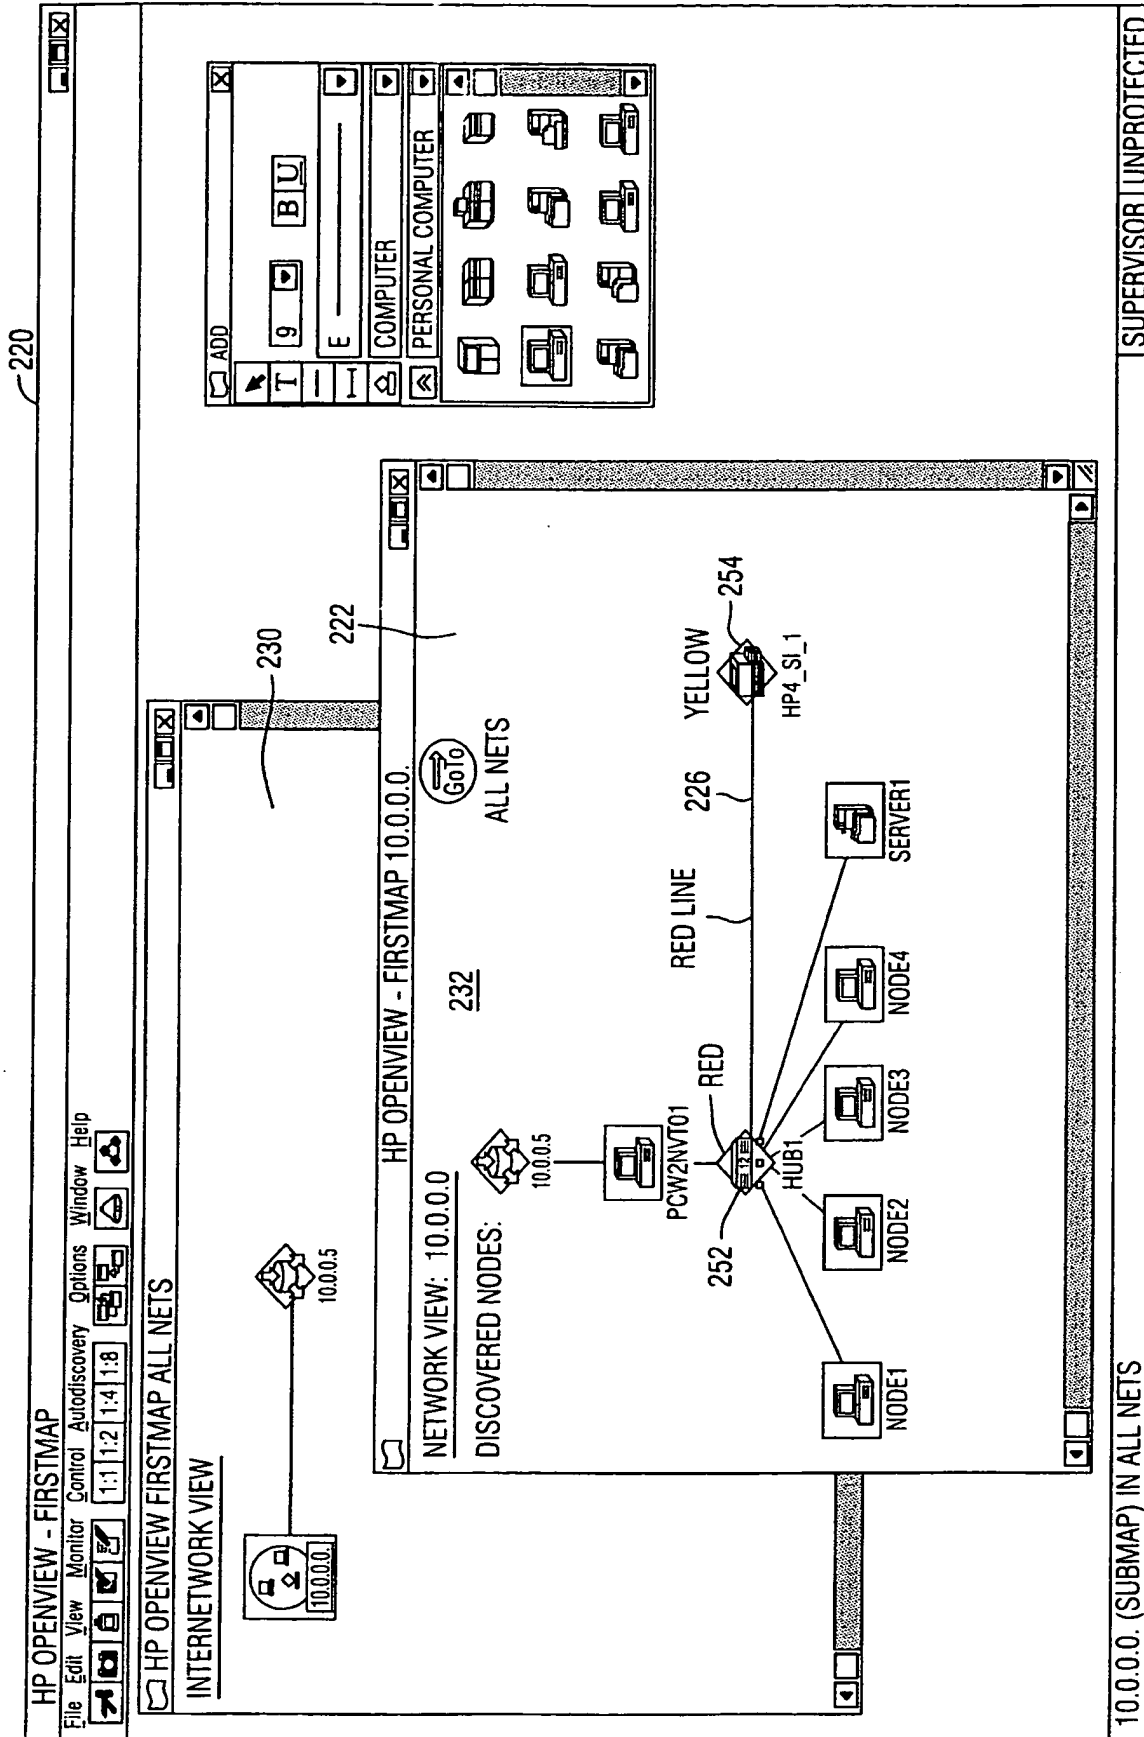 220
HP OPENVIEW - FIRSTMAP
File Edit View Monitor Control Autodiscovery Options Window Help
1:1 1:2 1:4 1:8
HP OPENVIEW FIRSTMAP ALL NETS
INTERNETWORK VIEW
10.0.0.0.
10.0.0.5
230
222
ADD
9 B U
T
E
COMPUTER
PERSONAL COMPUTER
HP OPENVIEW - FIRSTMAP 10.0.0.0.
NETWORK VIEW: 10.0.0.0
232
GoTo
ALL NETS
DISCOVERED NODES:
10.0.0.5
PCW2NVT01
RED
RED LINE
226
YELLOW
254
252
12
HUB1
HP4_SI_1
NODE1
NODE2
NODE3
NODE4
SERVER1
10.0.0.0. (SUBMAP) IN ALL NETS
SUPERVISOR
UNPROTECTED